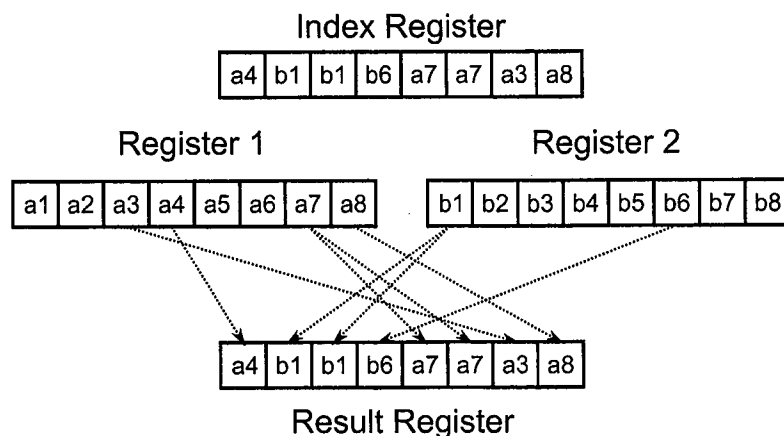 Index Register
a4 b1 b1 b6 a7 a7 a3 a8
Register 1 Register 2
a1 a2 a3 a4 a5 a6 a7 a8 b1 b2 b3 b4 b5 b6 b7 b8
a4 b1 b1 b6 a7 a7 a3 a8
Result Register